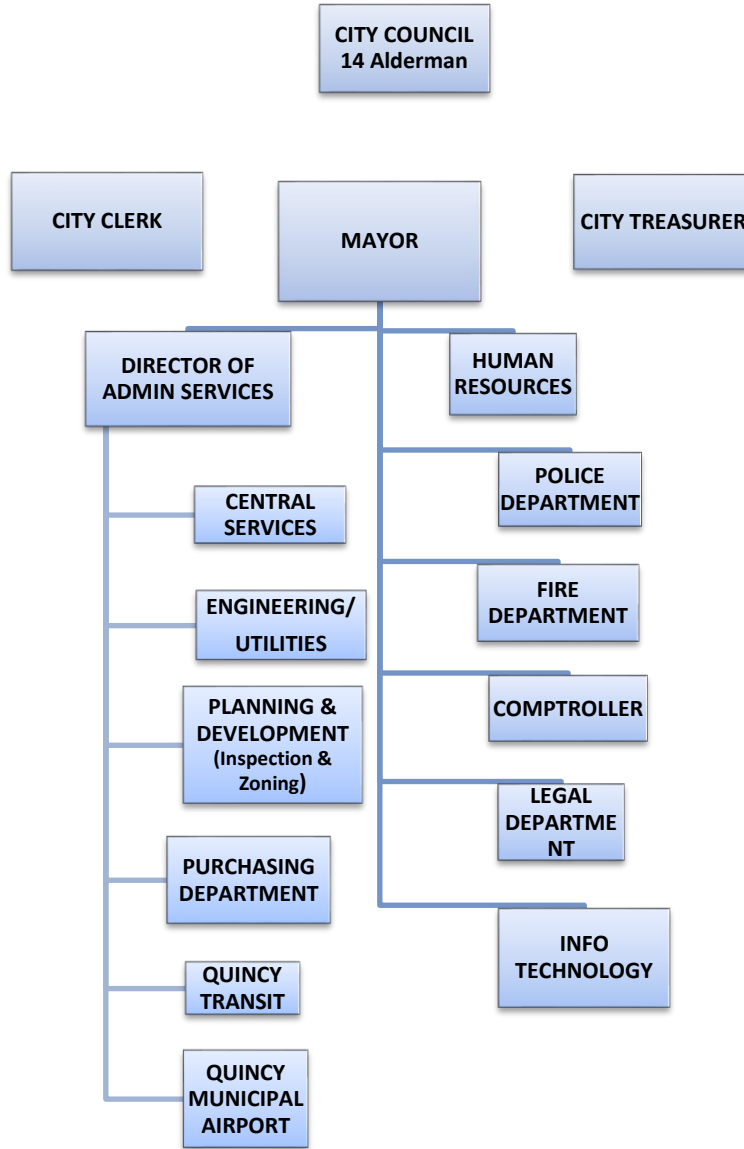 CITY COUNCIL
14 Alderman
CITY CLERK
MAYOR
CITY TREASURER
DIRECTOR OF
ADMIN SERVICES
HUMAN
RESOURCES
POLICE
DEPARTMENT
CENTRAL
SERVICES
FIRE
DEPARTMENT
ENGINEERING/
UTILITIES
COMPTROLLER
PLANNING &
DEVELOPMENT
(Inspection &
Zoning)
LEGAL
DEPARTME
NT
PURCHASING
DEPARTMENT
INFO
TECHNOLOGY
QUINCY
TRANSIT
QUINCY
MUNICIPAL
AIRPORT